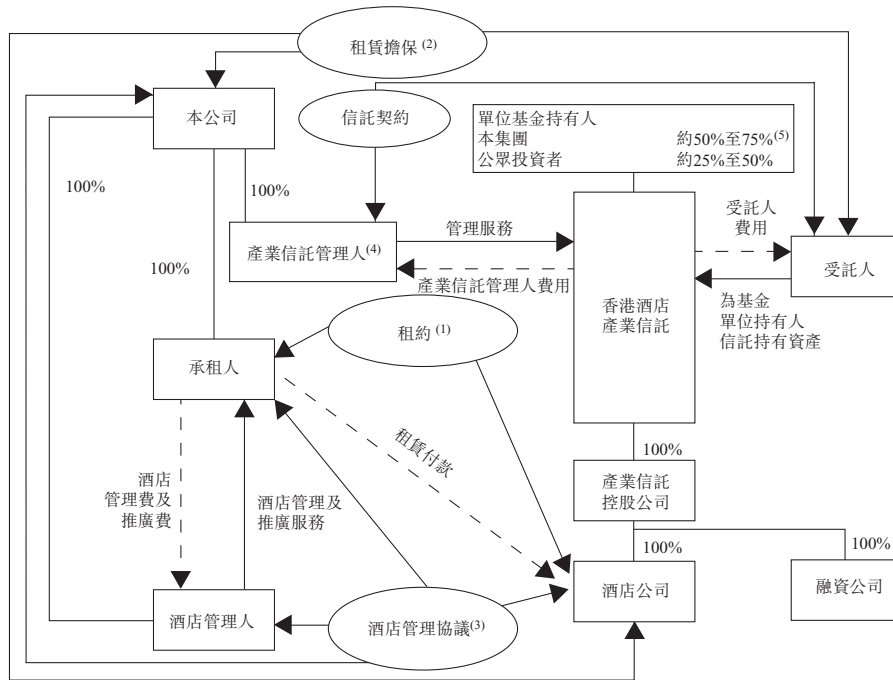 租賃擔保 (2)
本公司
信託契約
單位基金持有人
本集團 約50%至75%(5)
公眾投資者 約25%至50%
100%
100%
100%
產業信託管理人(4)
管理服務
產業信託管理人費用
受託人
費用
受託人
為基金
單位持有人
信託持有資產
香港酒店
產業信託
租約 (1)
承租人
租賃付款
100%
產業信託
控股公司
酒店
管理費及
推廣費
酒店管理及
推廣服務
100%
100%
酒店公司
融資公司
酒店管理人
酒店管理協議(3)